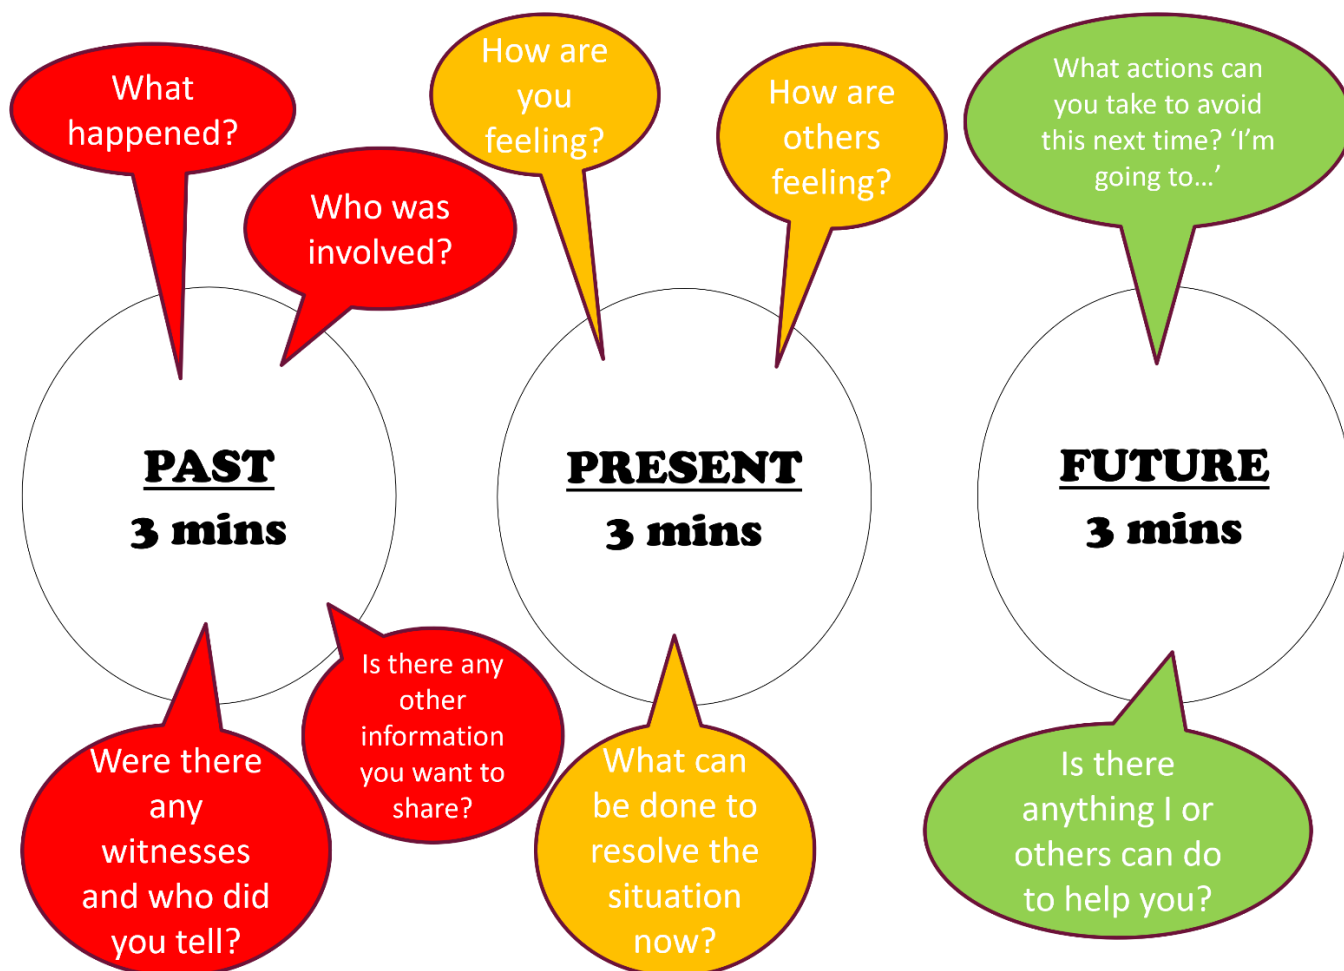 What
happened?
Who was
involved?
PAST
3 mins
Were there
any
witnesses
and who did
you tell?
Is there any
other
information
you want to
share?
How are
you
feeling?
How are
others
feeling?
PRESENT
3 mins
What can
be done to
resolve the
situation
now?
What actions can
you take to avoid
this next time? ‘I’m
going to…’
FUTURE
3 mins
Is there
anything I or
others can do
to help you?